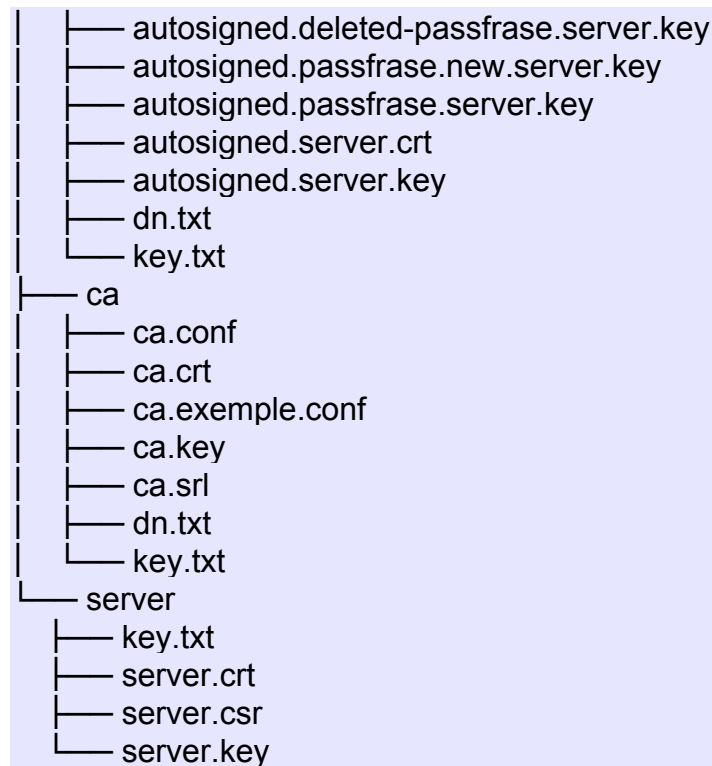 │   ├── autosigned.deleted-passfrase.server.key
│   ├── autosigned.passfrase.new.server.key
│   ├── autosigned.passfrase.server.key
│   ├── autosigned.server.crt
│   ├── autosigned.server.key
│   ├── dn.txt
│   └── key.txt
├── ca
│   ├── ca.conf
│   ├── ca.crt
│   ├── ca.exemple.conf
│   ├── ca.key
│   ├── ca.srl
│   ├── dn.txt
│   └── key.txt
└── server
    ├── key.txt
    ├── server.crt
    ├── server.csr
    └── server.key